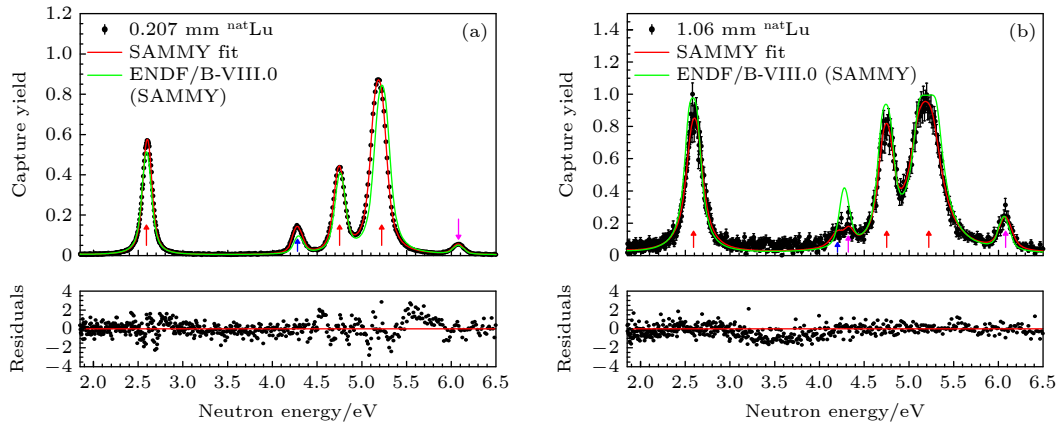 (a)
0.207 mm natLu
SAMMY fit
ENDF/B-VIII.0
(SAMMY)
Capture yield
1.2
1.0
0.8
0.6
0.4
0.2
0
Residuals
4
2
0
−2
−4
2.0 2.5 3.0 3.5 4.0 4.5 5.0 5.5 6.0 6.5
Neutron energy/eV
(b)
1.06 mm natLu
SAMMY fit
ENDF/B-VIII.0 (SAMMY)
Capture yield
1.4
1.2
1.0
0.8
0.6
0.4
0.2
0
Residuals
4
2
0
−2
−4
2.0 2.5 3.0 3.5 4.0 4.5 5.0 5.5 6.0 6.5
Neutron energy/eV